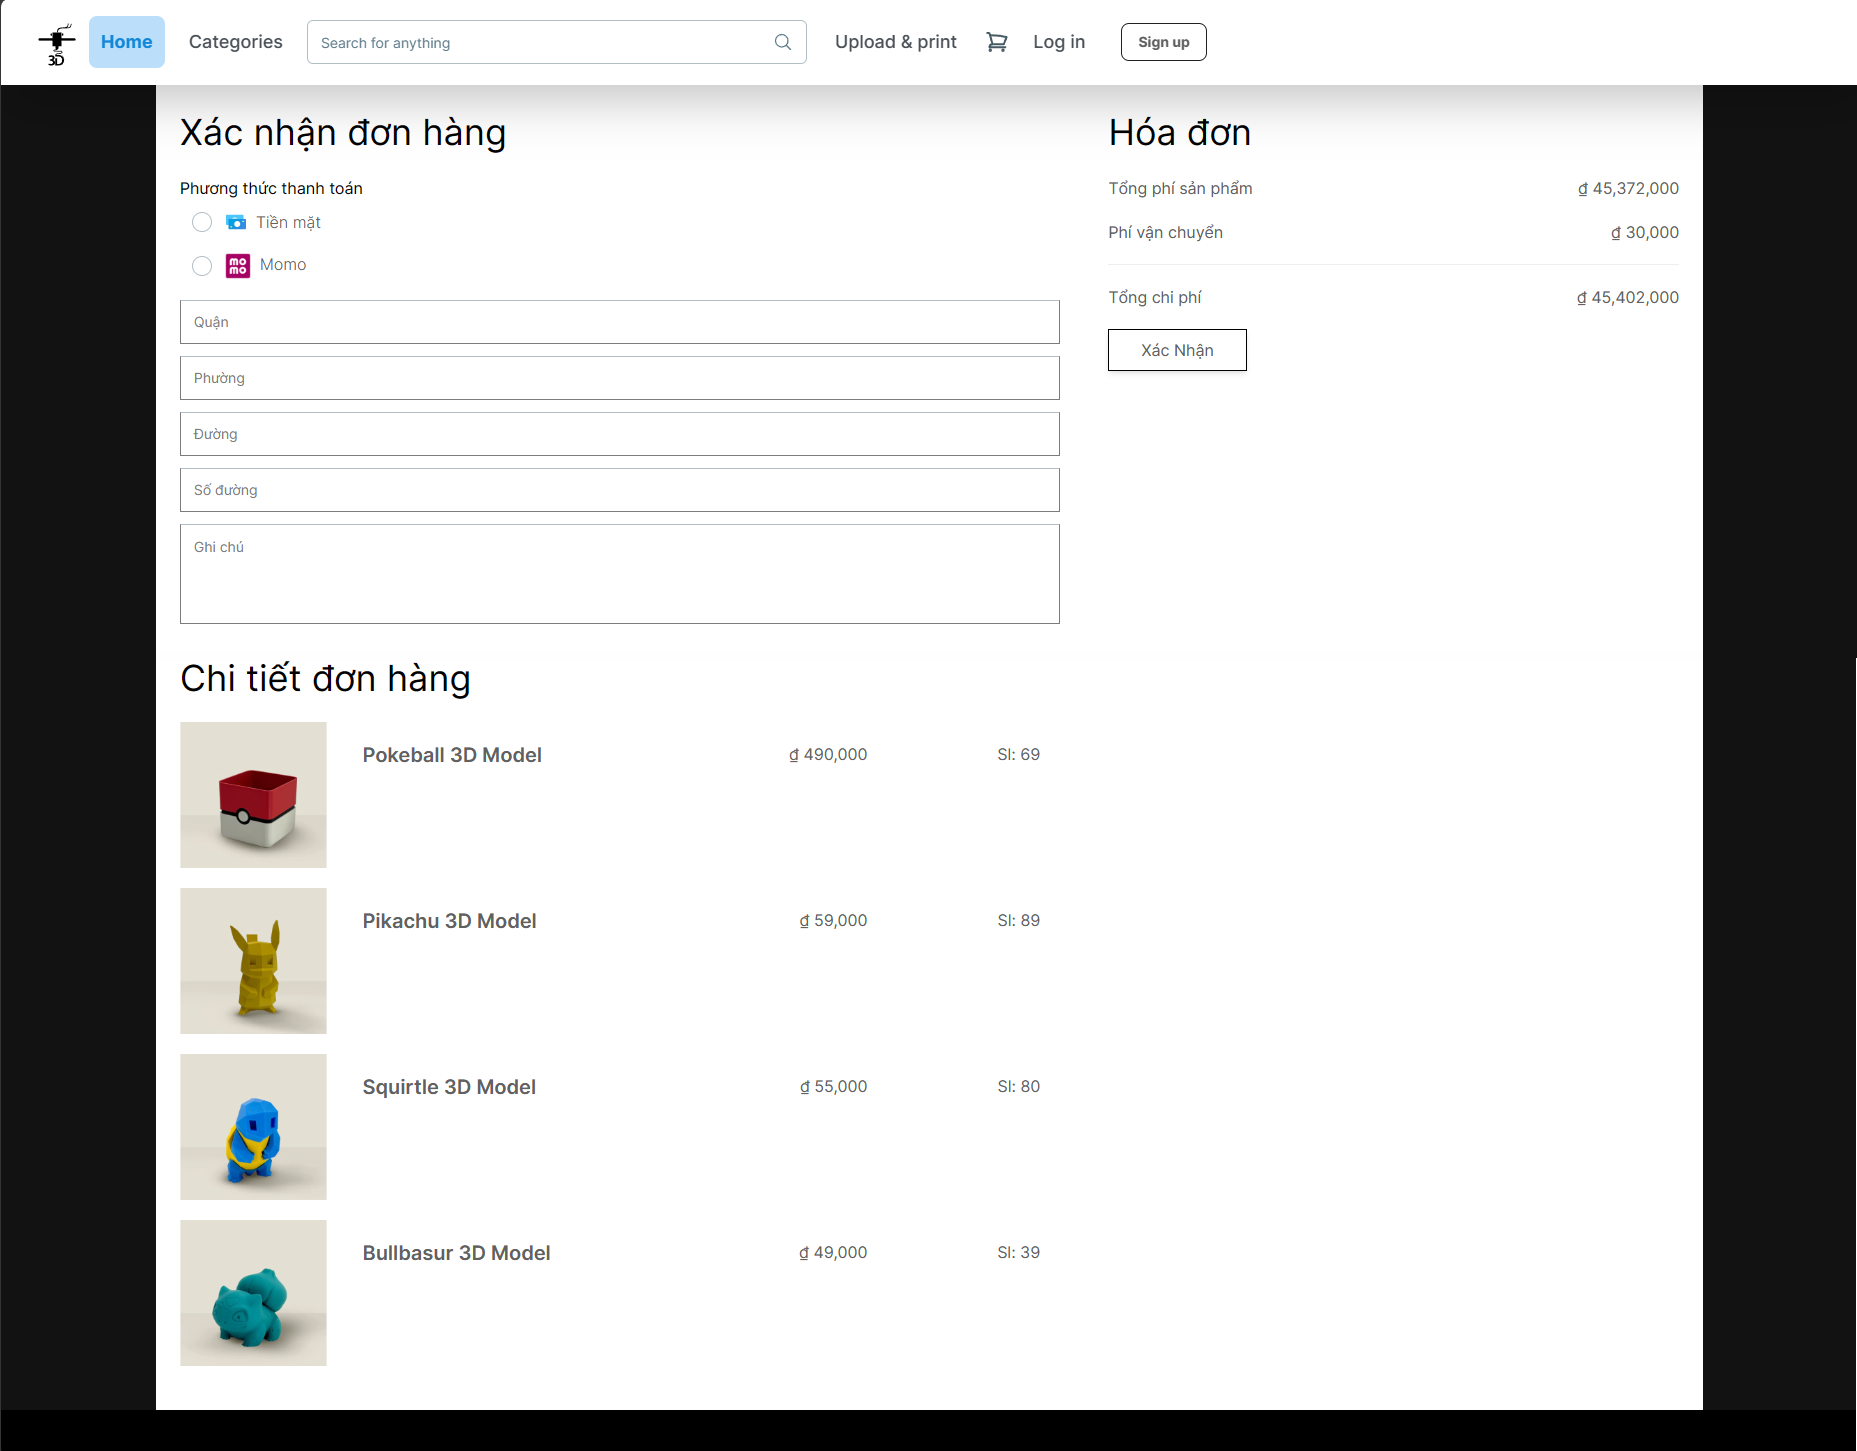 3D
Home
Categories
Search for anything
Upload & print
Log in
Sign up
Xác nhận đơn hàng
Phương thức thanh toán
Tiền mặt
mo
mo
Momo
Quận
Phường
Đường
Số đường
Ghi chú
Hóa đơn
Tổng phí sản phẩm
₫ 45,372,000
Phí vận chuyển
₫ 30,000
Tổng chi phí
₫ 45,402,000
Xác Nhận
Chi tiết đơn hàng
Pokeball 3D Model
₫ 490,000
Sl: 69
Pikachu 3D Model
₫ 59,000
Sl: 89
Squirtle 3D Model
₫ 55,000
Sl: 80
Bullbasur 3D Model
₫ 49,000
Sl: 39